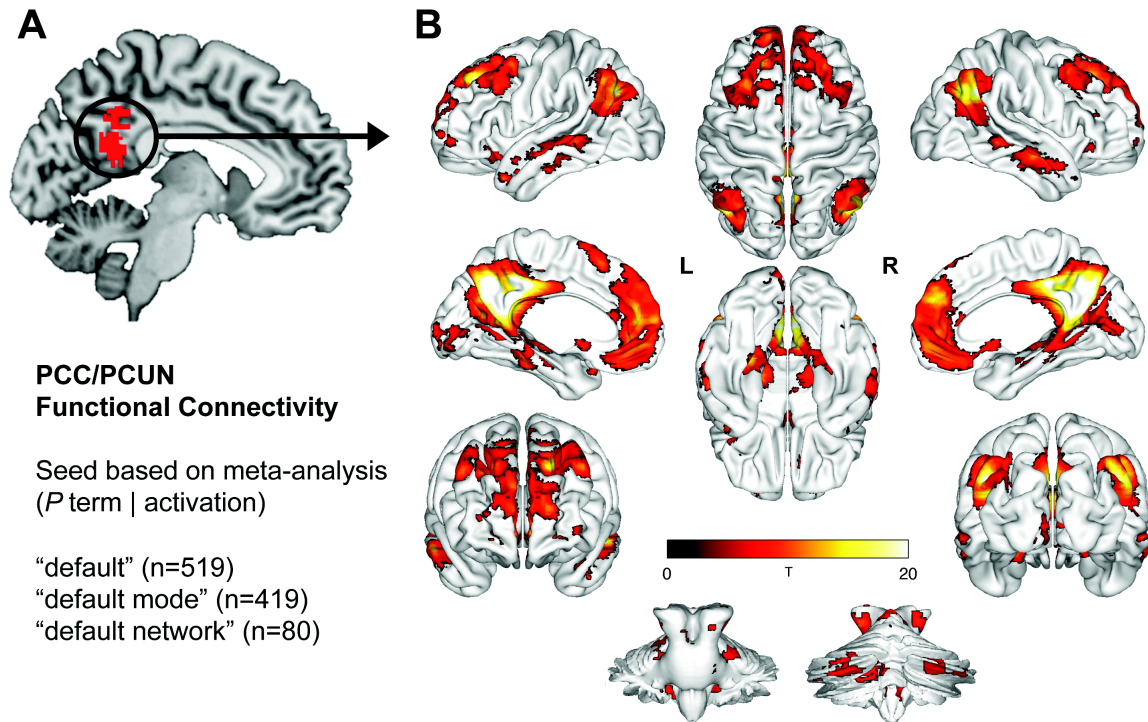 A
B
L
R
PCC/PCUN
Functional Connectivity
Seed based on meta-analysis
(P term | activation)
“default” (n=519)
“default mode” (n=419)
“default network” (n=80)
0
T
20